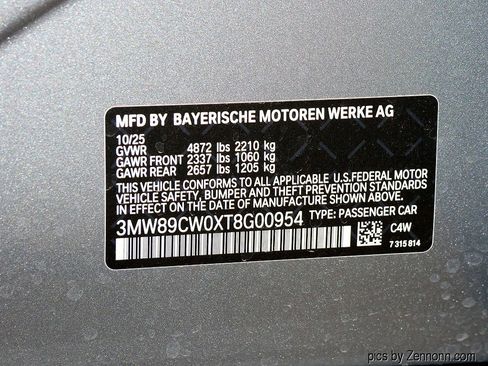 MFD BY BAYERISCHE MOTOREN WERKE AG
10/25
GVWR 4872 lbs 2210 kg
GAWR FRONT 2337 lbs 1060 kg
GAWR REAR 2657 lbs 1205 kg
THIS VEHICLE CONFORMS TO ALL APPLICABLE U.S.FEDERAL MOTOR
VEHICLE SAFETY, BUMPER AND THEFT PREVENTION STANDARDS
IN EFFECT ON THE DATE OF MANUFACTURE SHOWN ABOVE.
3MW89CW0XT8G00954 TYPE: PASSENGER CAR
C4W
7 315 814
pics by Zennonn.com